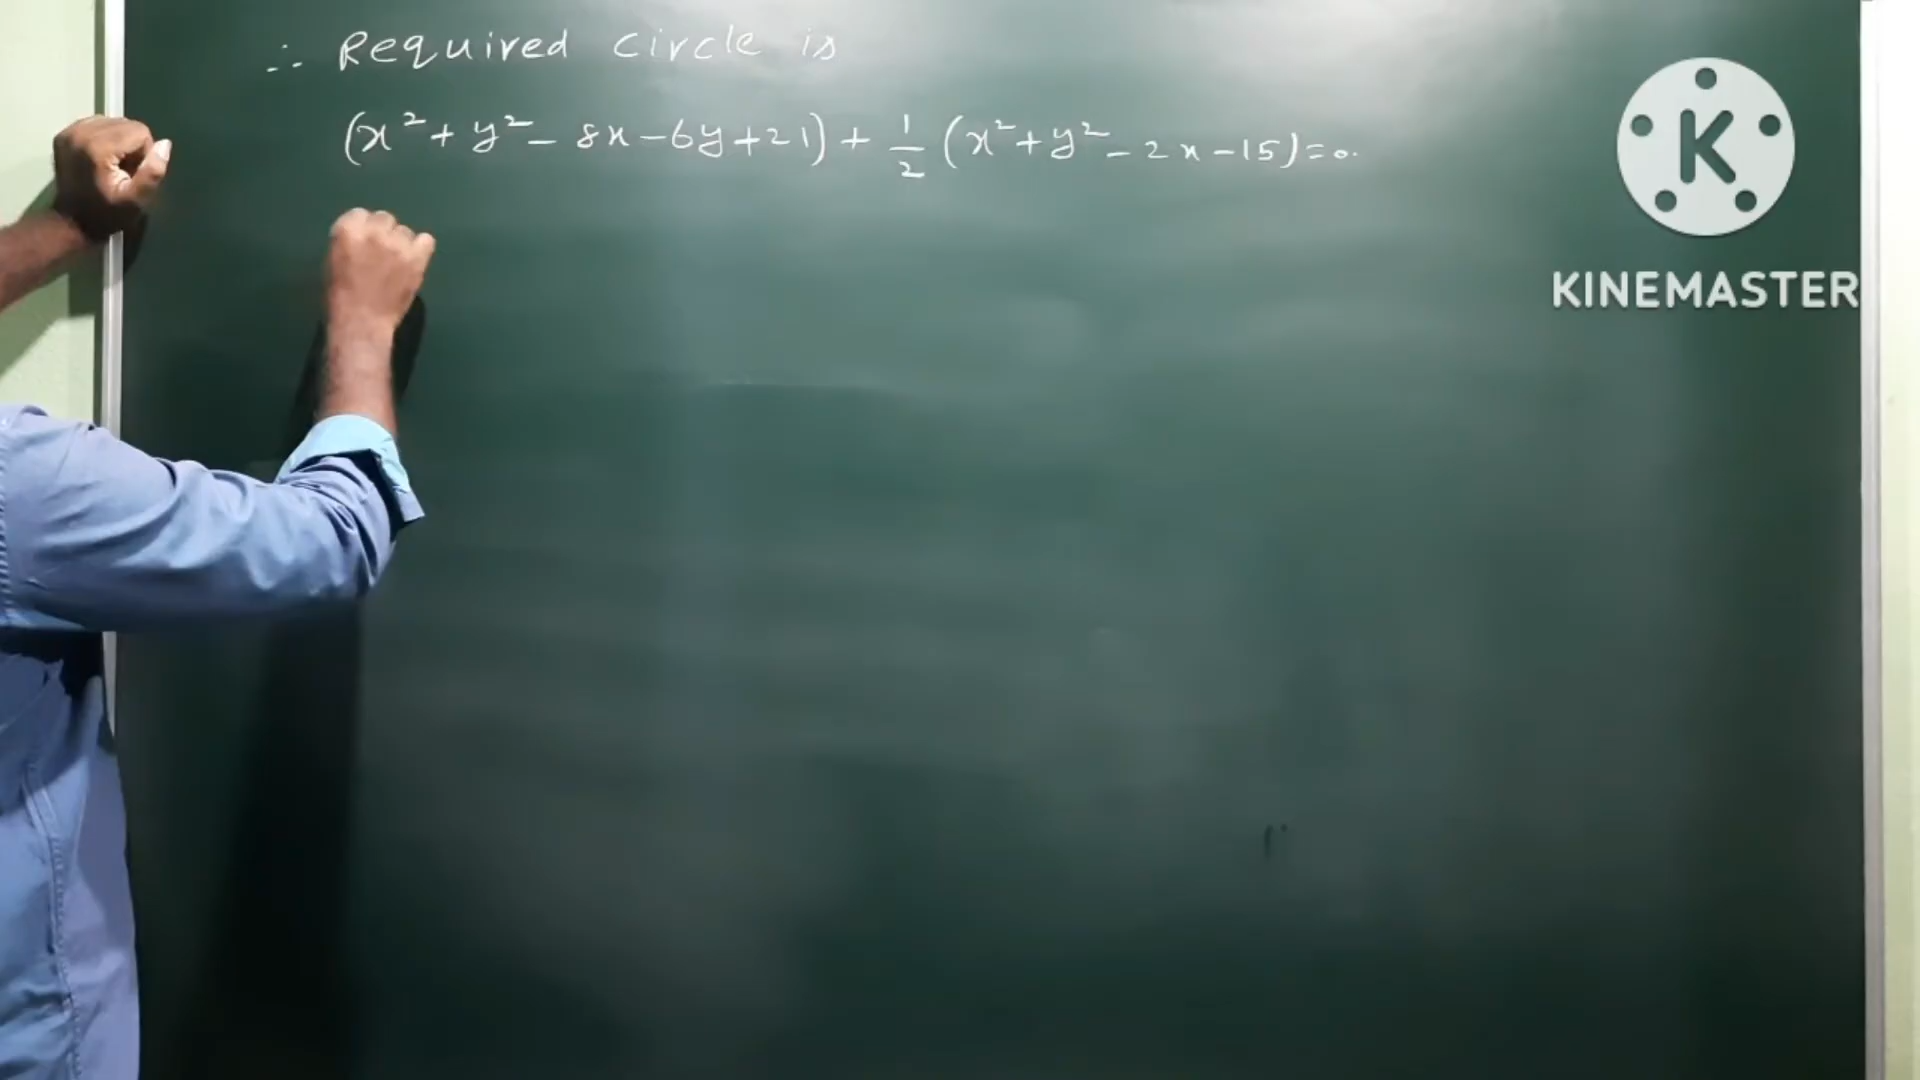 ∴ Required circle is
(x² + y² - 8x - 6y + 21) + 1/2 (x² + y² - 2x - 15) = 0.
K
KINEMASTER